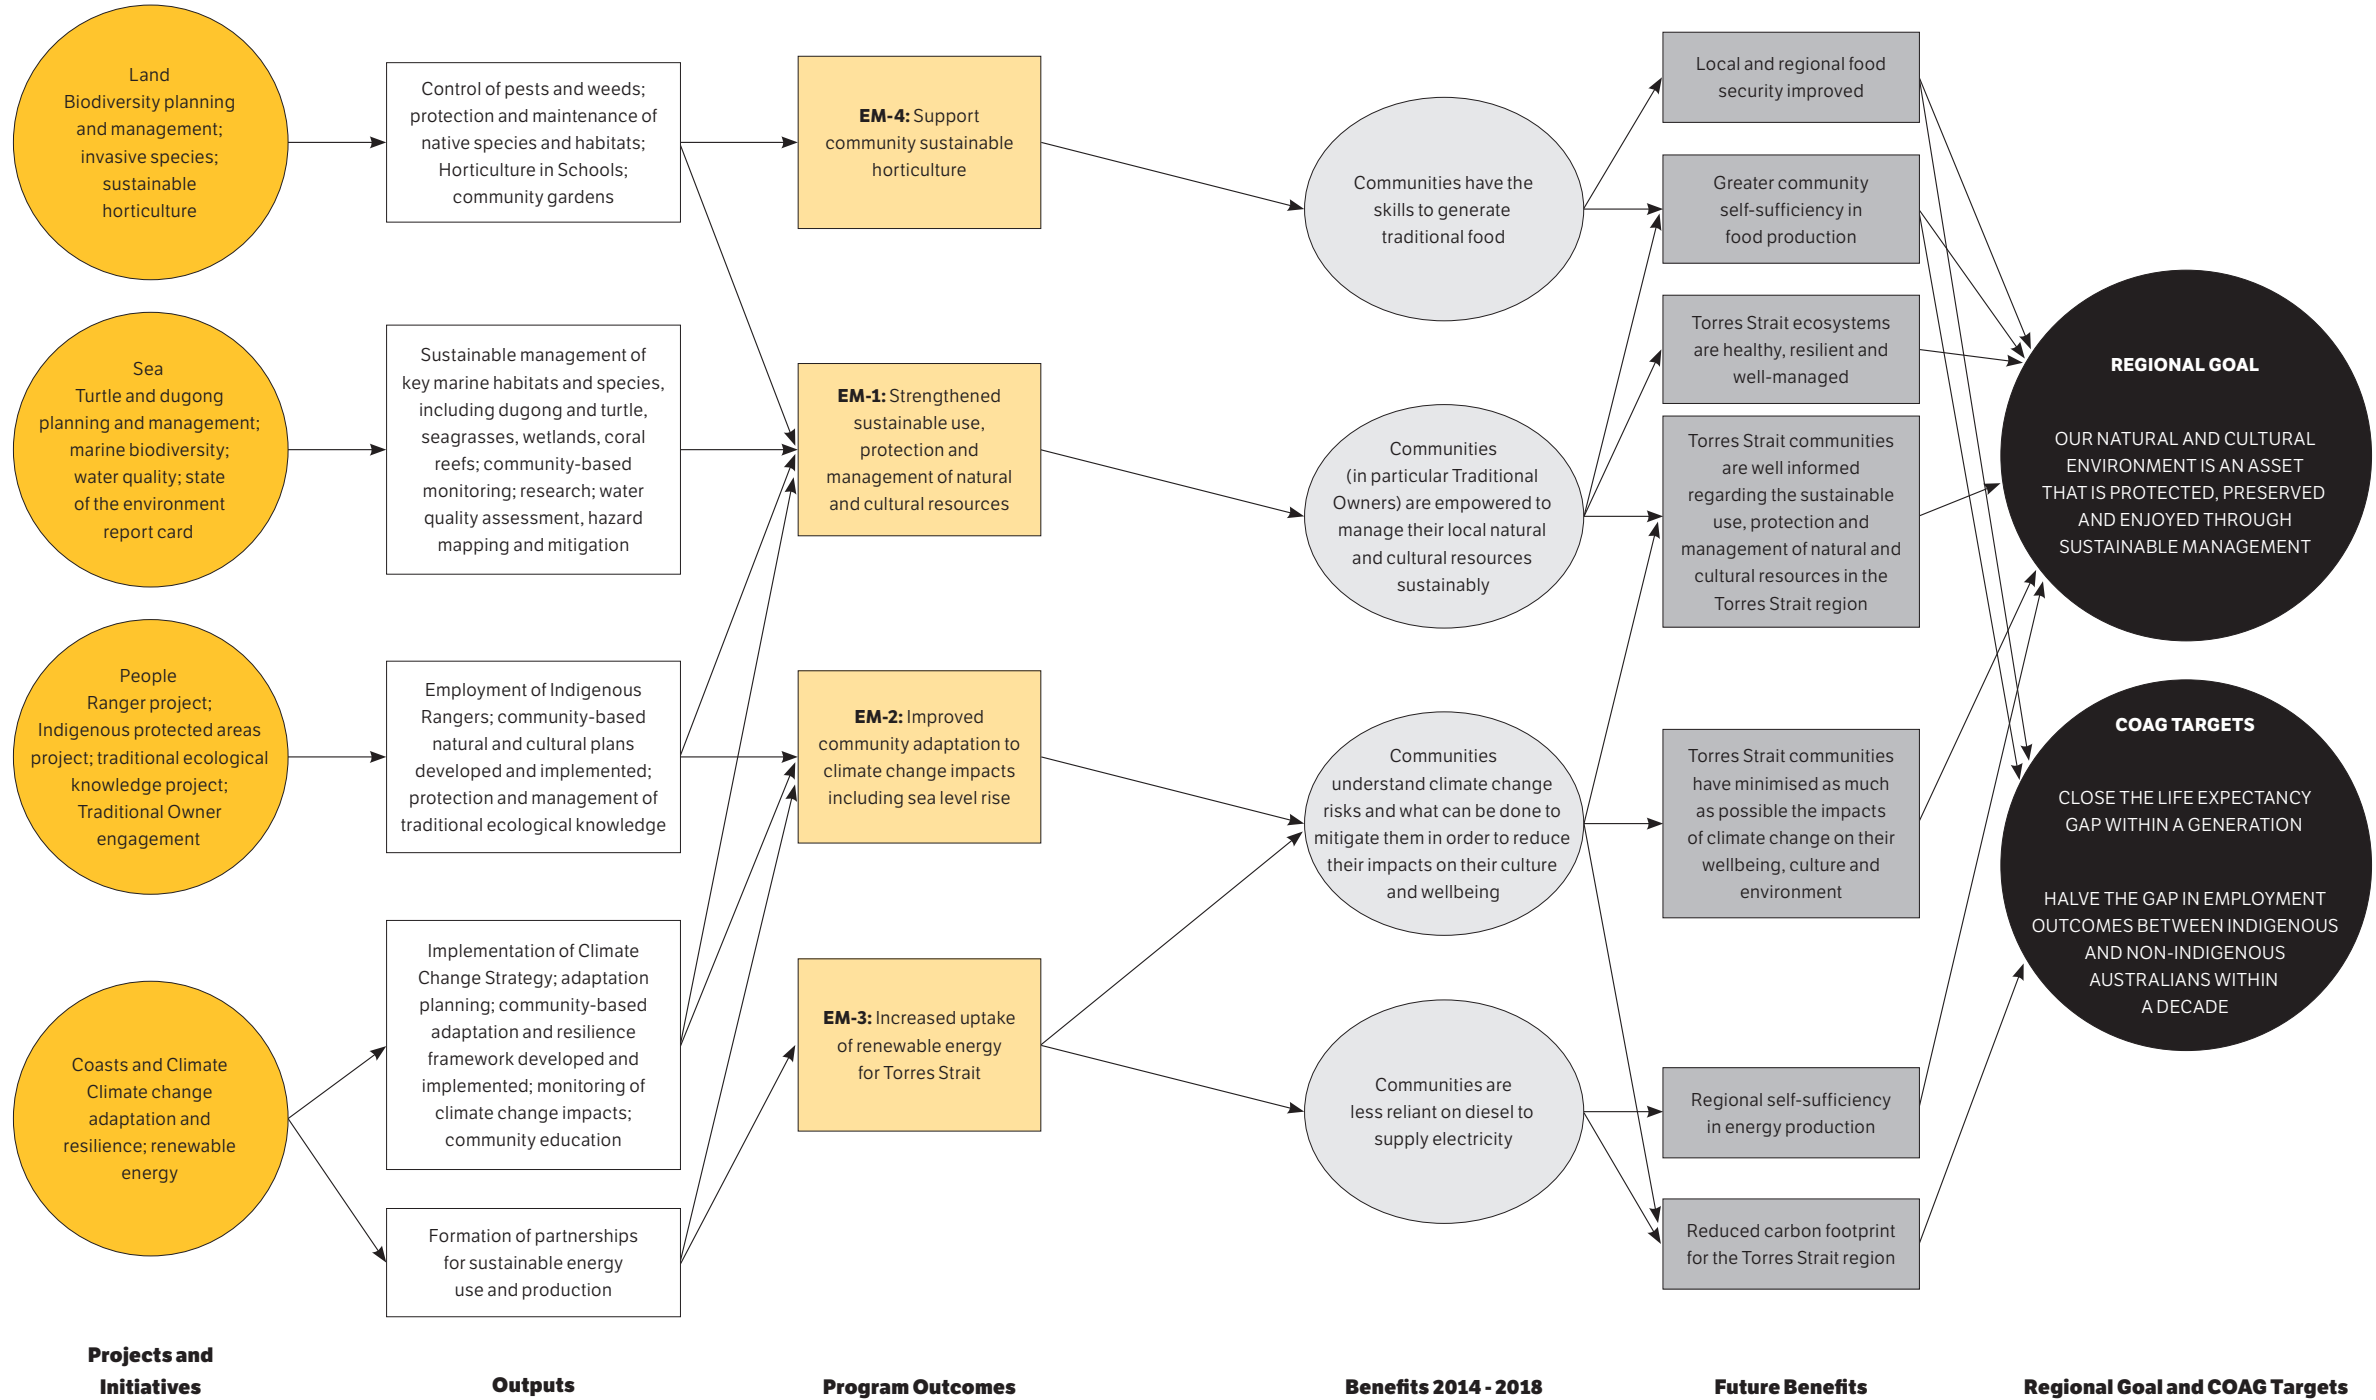 Land
Biodiversity planning
and management;
invasive species;
sustainable
horticulture
Sea
Turtle and dugong
planning and management;
marine biodiversity;
water quality; state
of the environment
report card
People
Ranger project;
Indigenous protected areas
project; traditional ecological
knowledge project;
Traditional Owner
engagement
Coasts and Climate
Climate change
adaptation and
resilience; renewable
energy
Projects and
Initiatives
Control of pests and weeds;
protection and maintenance of
native species and habitats;
Horticulture in Schools;
community gardens
Sustainable management of
key marine habitats and species,
including dugong and turtle,
seagrasses, wetlands, coral
reefs; community-based
monitoring; research; water
quality assessment, hazard
mapping and mitigation
Employment of Indigenous
Rangers; community-based
natural and cultural plans
developed and implemented;
protection and management of
traditional ecological knowledge
Implementation of Climate
Change Strategy; adaptation
planning; community-based
adaptation and resilience
framework developed and
implemented; monitoring of
climate change impacts;
community education
Formation of partnerships
for sustainable energy
use and production
Outputs
EM-4: Support
community sustainable
horticulture
EM-1: Strengthened
sustainable use,
protection and
management of natural
and cultural resources
EM-2: Improved
community adaptation to
climate change impacts
including sea level rise
EM-3: Increased uptake
of renewable energy
for Torres Strait
Program Outcomes
Communities have the
skills to generate
traditional food
Communities
(in particular Traditional
Owners) are empowered to
manage their local natural
and cultural resources
sustainably
Communities
understand climate change
risks and what can be done to
mitigate them in order to reduce
their impacts on their culture
and wellbeing
Communities are
less reliant on diesel to
supply electricity
Benefits 2014 - 2018
Local and regional food
security improved
Greater community
self-sufficiency in
food production
Torres Strait ecosystems
are healthy, resilient and
well-managed
Torres Strait communities
are well informed
regarding the sustainable
use, protection and
management of natural and
cultural resources in the
Torres Strait region
Torres Strait communities
have minimised as much
as possible the impacts
of climate change on their
wellbeing, culture and
environment
Regional self-sufficiency
in energy production
Reduced carbon footprint
for the Torres Strait region
Future Benefits
REGIONAL GOAL
OUR NATURAL AND CULTURAL
ENVIRONMENT IS AN ASSET
THAT IS PROTECTED, PRESERVED
AND ENJOYED THROUGH
SUSTAINABLE MANAGEMENT
COAG TARGETS
CLOSE THE LIFE EXPECTANCY
GAP WITHIN A GENERATION
HALVE THE GAP IN EMPLOYMENT
OUTCOMES BETWEEN INDIGENOUS
AND NON-INDIGENOUS
AUSTRALIANS WITHIN
A DECADE
Regional Goal and COAG Targets